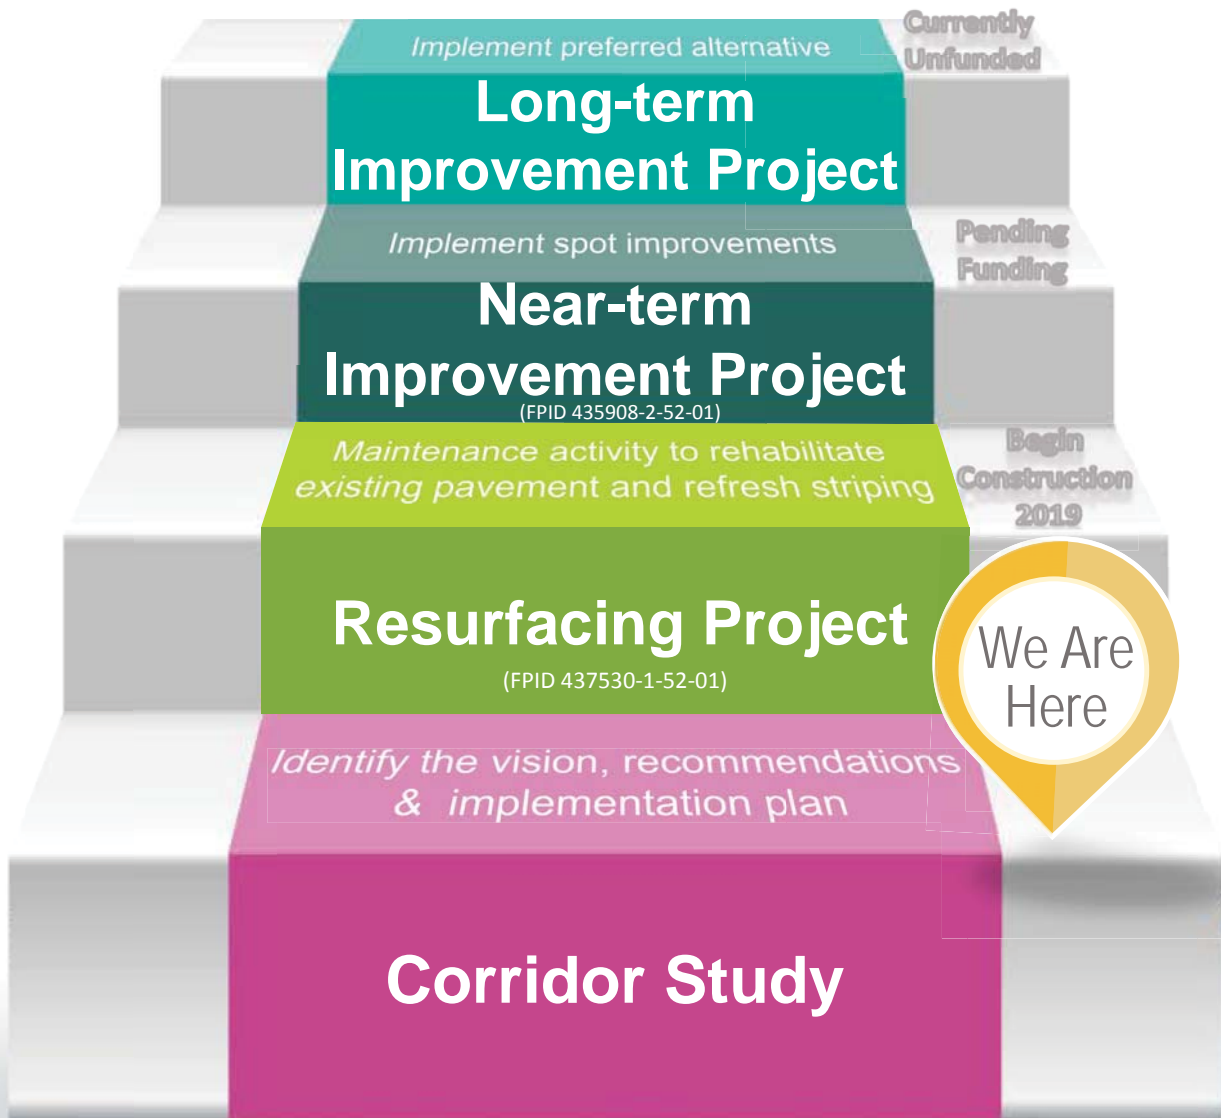 Implement preferred alternative
Currently
Unfunded
Long-term
Improvement Project
Implement spot improvements
Pending
Funding
Near-term
Improvement Project
(FPID 435908-2-52-01)
Maintenance activity to rehabilitate
existing pavement and refresh striping
Begin
Construction
2019
Resurfacing Project
(FPID 437530-1-52-01)
We Are
Here
Identify the vision, recommendations
& implementation plan
Corridor Study